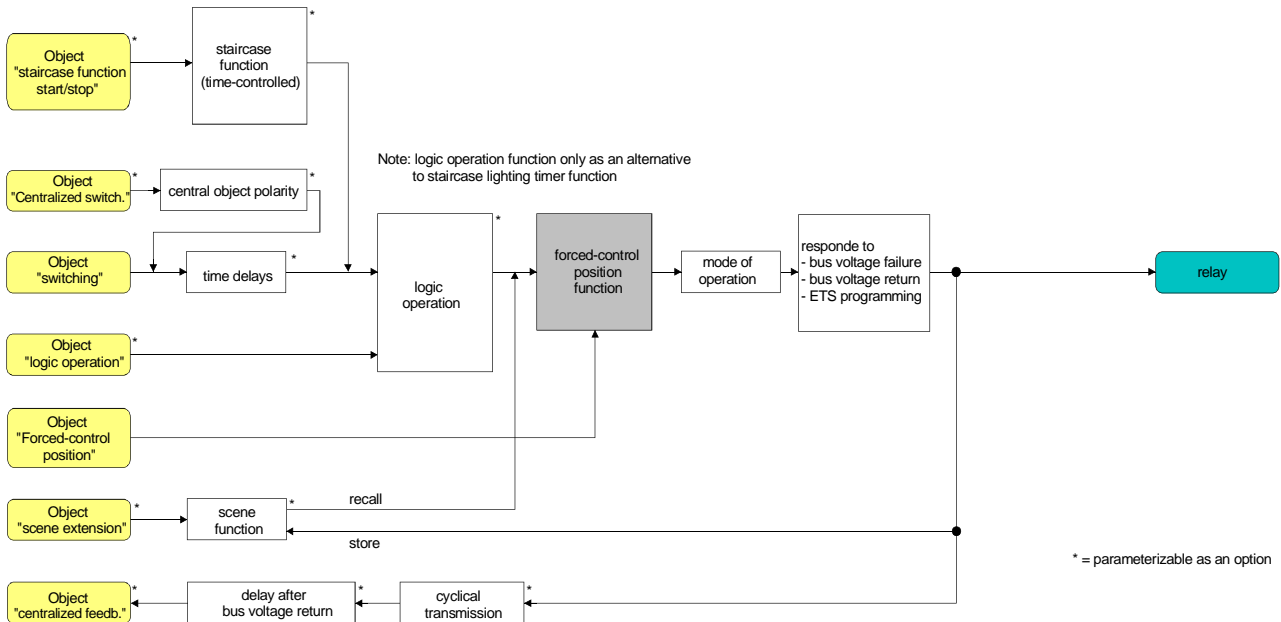 *
*
Object
"staircase function
start/stop"
staircase
function
(time-controlled)
Note: logic operation function only as an alternative
to staircase lighting timer function
Object
"Centralized switch."
*
central object polarity
*
*
Object
"switching"
*
time delays
*
logic
operation
forced-control
position
function
mode of
operation
responde to
- bus voltage failure
- bus voltage return
- ETS programming
relay
Object
"logic operation"
*
Object
"Forced-control
position"
Object
"scene extension"
*
scene
function
*
recall
store
* = parameterizable as an option
Object
"centralized feedb."
*
delay after
bus voltage return
*
cyclical
transmission
*